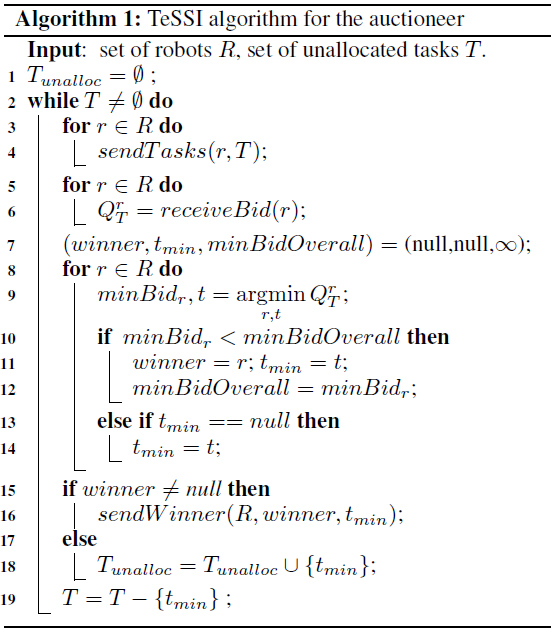 Algorithm 1: TeSSI algorithm for the auctioneer
Input: set of robots R, set of unallocated tasks T.
1 T_unalloc = ∅ ;
2 while T ≠ ∅ do
3 for r ∈ R do
4 sendTasks(r, T);
5 for r ∈ R do
6 Q_T^r = receiveBid(r);
7 (winner, t_min, minBidOverall) = (null,null,∞);
8 for r ∈ R do
9 minBid_r, t = argmin_{r,t} Q_T^r;
10 if minBid_r < minBidOverall then
11 winner = r; t_min = t;
12 minBidOverall = minBid_r;
13 else if t_min == null then
14 t_min = t;
15 if winner ≠ null then
16 sendWinner(R, winner, t_min);
17 else
18 T_unalloc = T_unalloc ∪ {t_min};
19 T = T − {t_min} ;